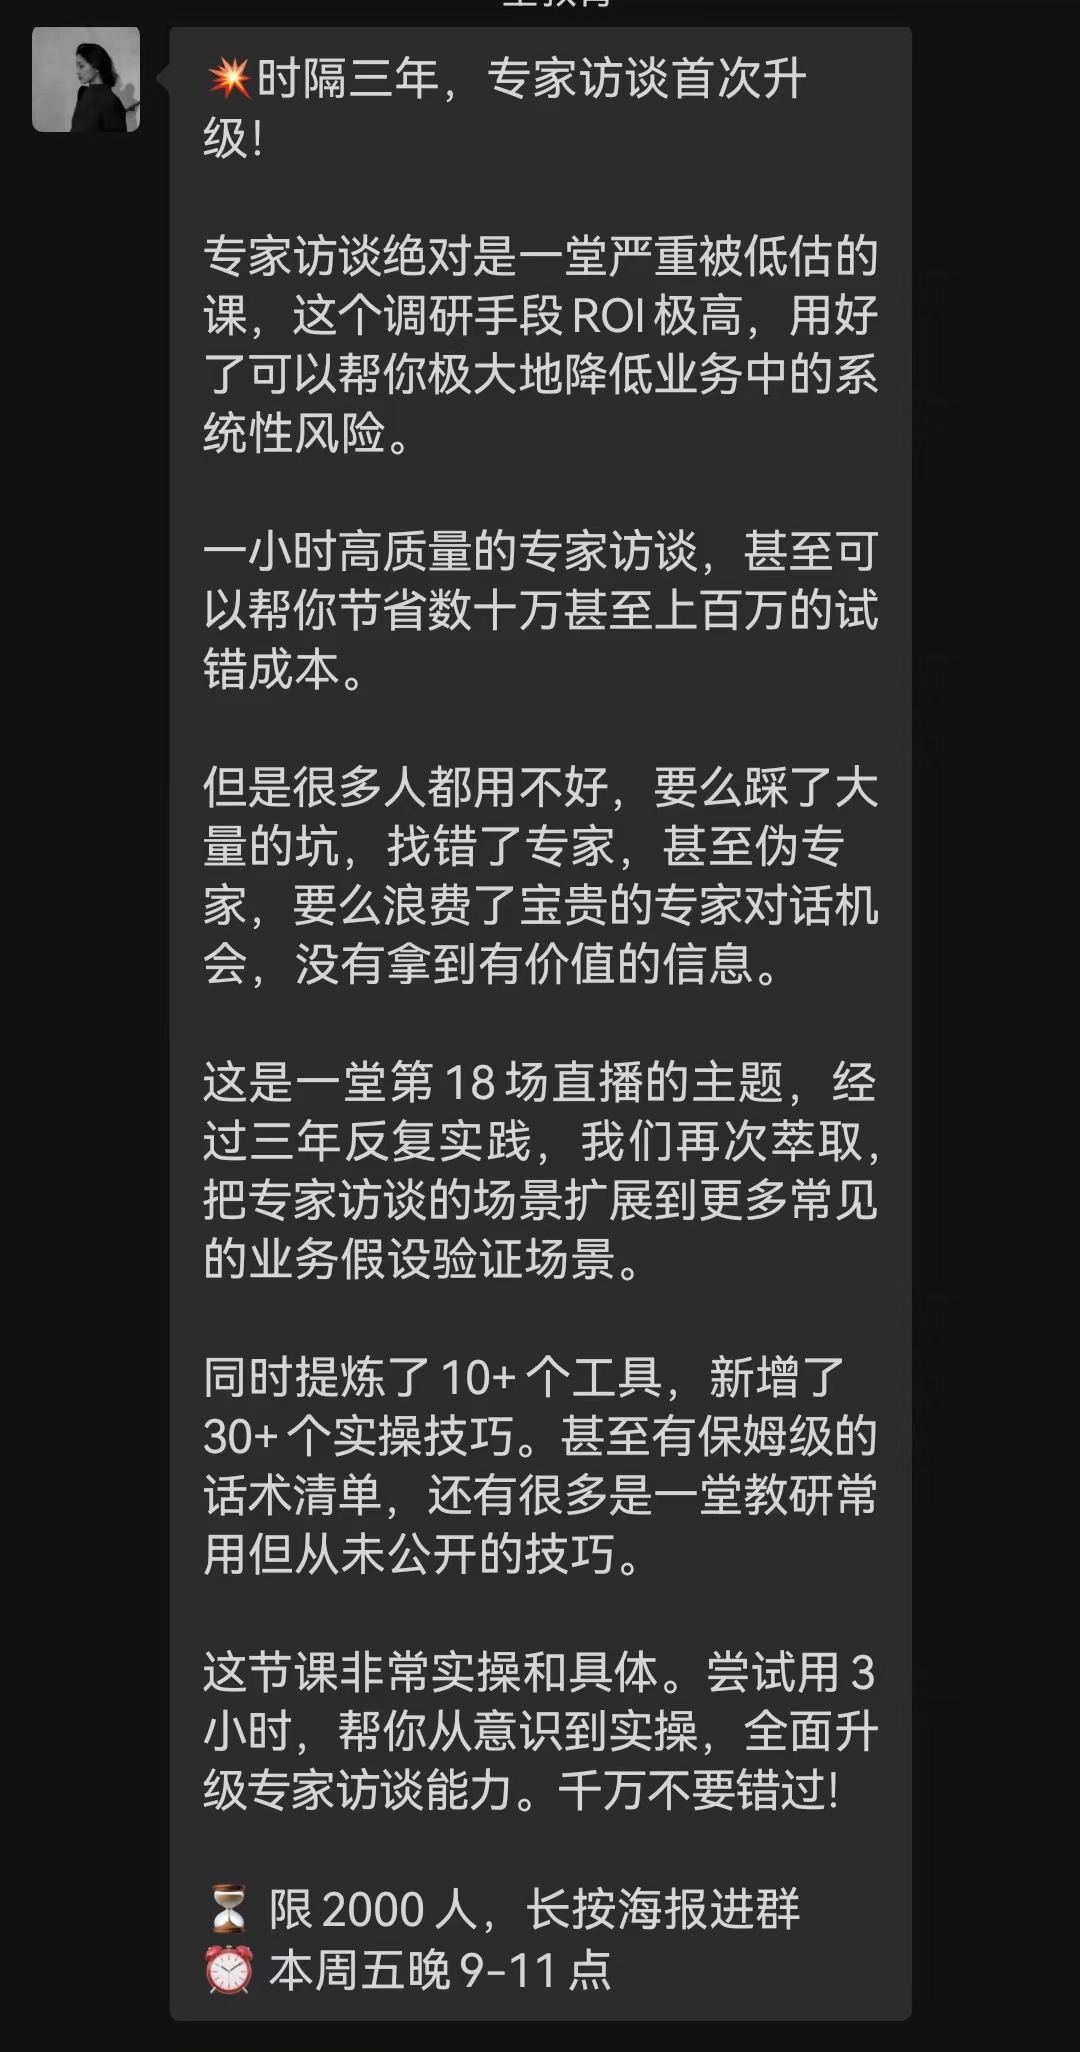 💥时隔三年，专家访谈首次升
级！
专家访谈绝对是一堂严重被低估的
课，这个调研手段ROI极高，用好
了可以帮你极大地降低业务中的系
统性风险。
一小时高质量的专家访谈，甚至可
以帮你节省数十万甚至上百万的试
错成本。
但是很多人都用不好，要么踩了大
量的坑，找错了专家，甚至伪专
家，要么浪费了宝贵的专家对话机
会，没有拿到有价值的信息。
这是一堂第18场直播的主题，经
过三年反复实践，我们再次萃取，
把专家访谈的场景扩展到更多常见
的业务假设验证场景。
同时提炼了10+个工具，新增了
30+个实操技巧。甚至有保姆级的
话术清单，还有很多是一堂教研常
用但从未公开的技巧。
这节课非常实操和具体。尝试用3
小时，帮你从意识到实操，全面升
级专家访谈能力。千万不要错过！
⏳ 限2000人，长按海报进群
⏰ 本周五晚9-11点